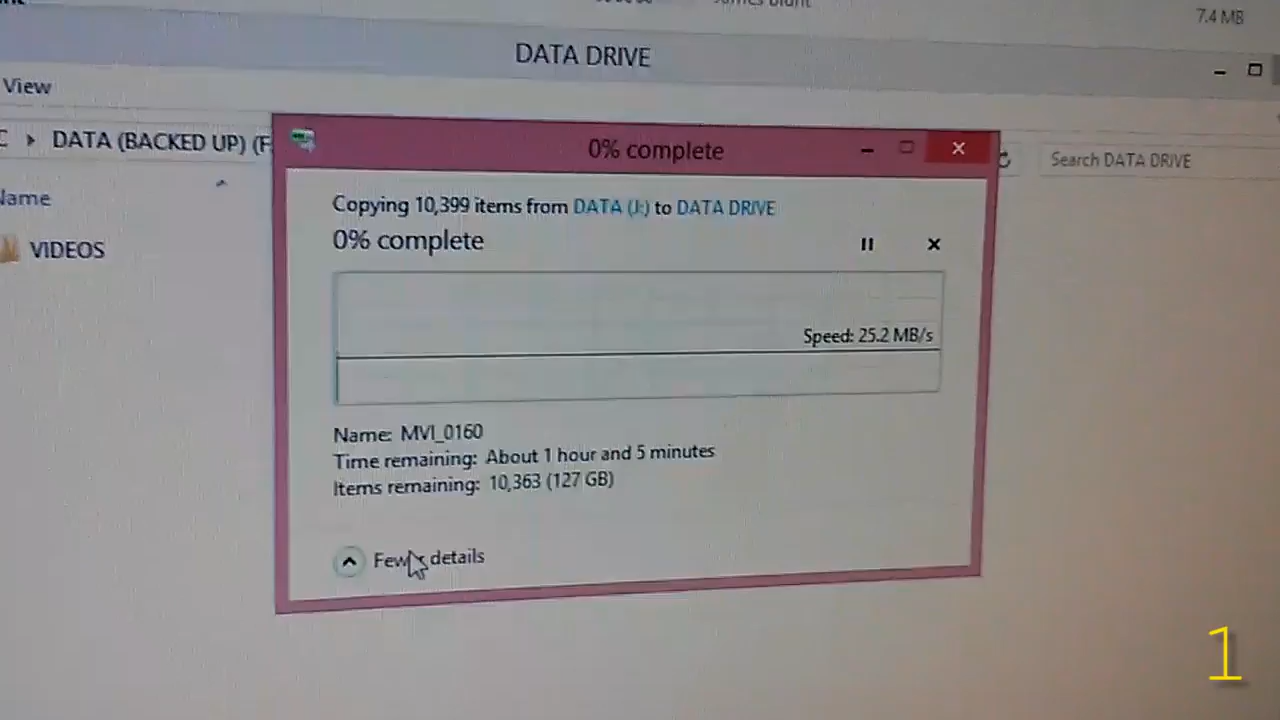 7.4 MB
DATA DRIVE
View
DATA (BACKED UP) (F
Search DATA DRIVE
Name
VIDEOS
0% complete
Copying 10,399 items from DATA (J:) to DATA DRIVE
0% complete
Speed: 25.2 MB/s
Name: MVI_0160
Time remaining: About 1 hour and 5 minutes
Items remaining: 10,363 (127 GB)
Fewer details
1